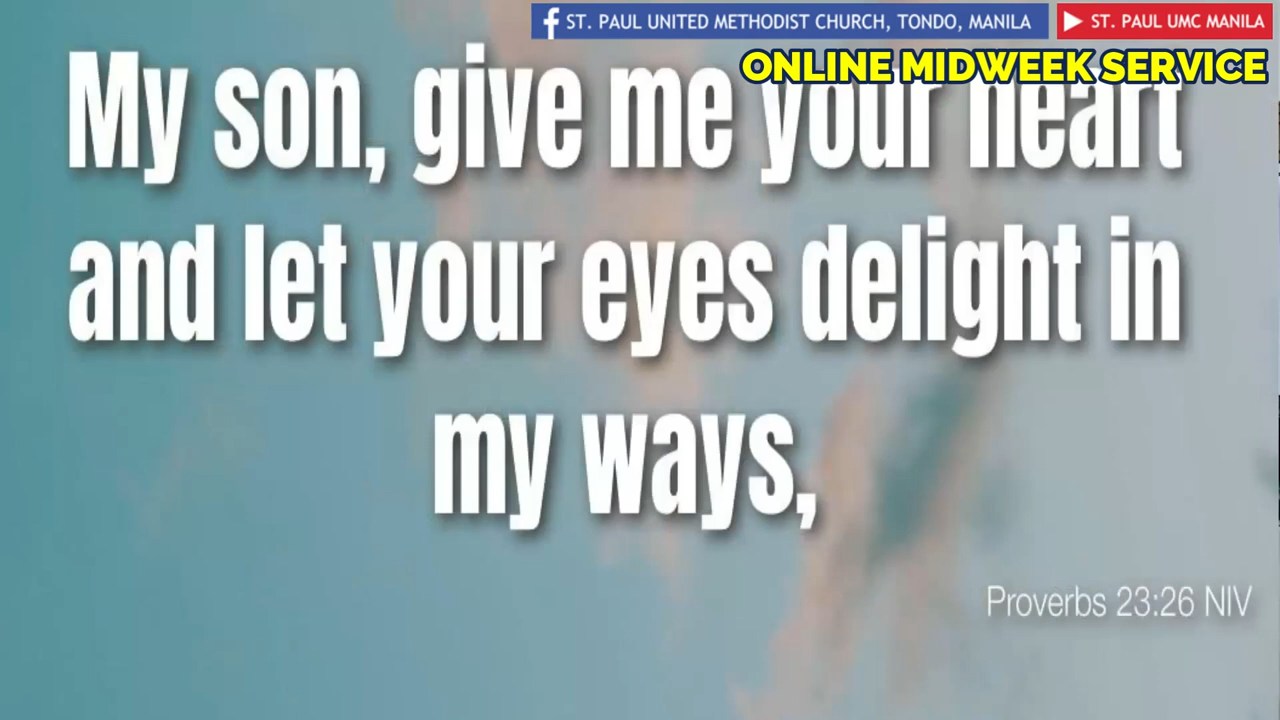 ST. PAUL UNITED METHODIST CHURCH, TONDO, MANILA ST. PAUL UMC MANILA
ONLINE MIDWEEK SERVICE
My son, give me your heart
and let your eyes delight in
my ways,
Proverbs 23:26 NIV